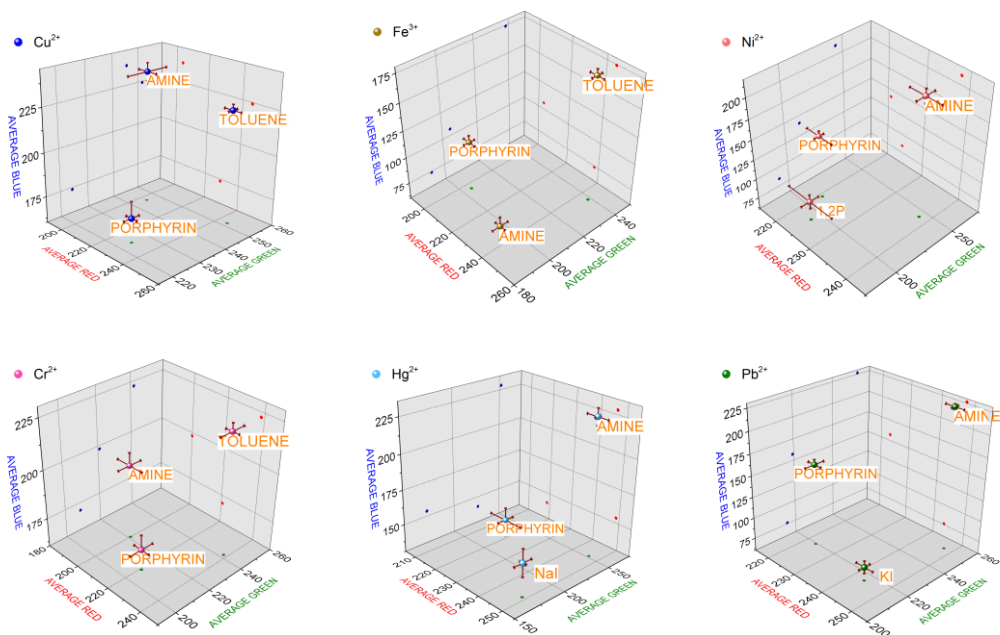 Cu²⁺
AMINE
TOLUENE
PORPHYRIN
AVERAGE BLUE
225
200
175
200
220
240
260
AVERAGE RED
220
230
240
250
260
AVERAGE GREEN
Fe³⁺
TOLUENE
PORPHYRIN
AMINE
AVERAGE BLUE
175
150
125
100
75
200
220
240
260
AVERAGE RED
180
200
220
240
AVERAGE GREEN
Ni²⁺
AMINE
PORPHYRIN
1,2P
AVERAGE BLUE
200
175
150
125
100
75
220
230
240
AVERAGE RED
200
250
AVERAGE GREEN
Cr²⁺
TOLUENE
AMINE
PORPHYRIN
AVERAGE BLUE
225
200
175
180
200
220
240
AVERAGE RED
200
220
240
260
AVERAGE GREEN
Hg²⁺
AMINE
PORPHYRIN
NaI
AVERAGE BLUE
225
200
175
150
210
220
230
240
250
AVERAGE RED
150
200
250
AVERAGE GREEN
Pb²⁺
AMINE
PORPHYRIN
KI
AVERAGE BLUE
225
200
175
150
125
100
75
220
230
240
250
AVERAGE RED
200
220
240
260
AVERAGE GREEN